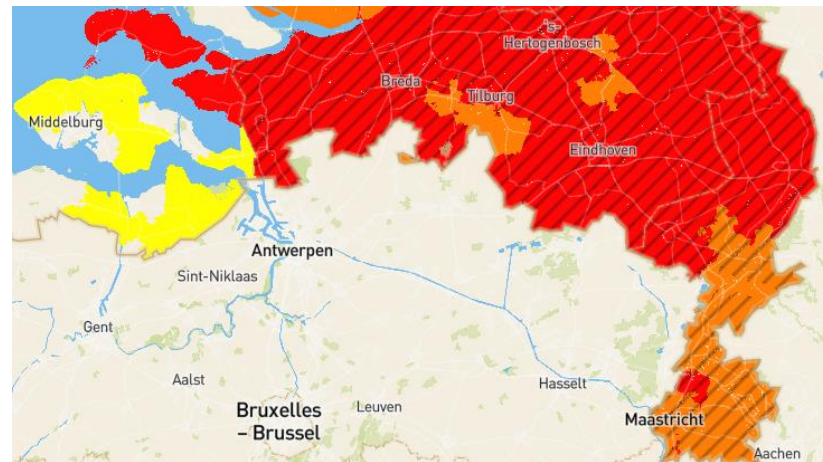 's-
Hertogenbosch
Breda
Tilburg
Middelburg
Eindhoven
Antwerpen
Sint-Niklaas
Gent
Aalst
Hasselt
Bruxelles
– Brussel
Leuven
Maastricht
Aachen